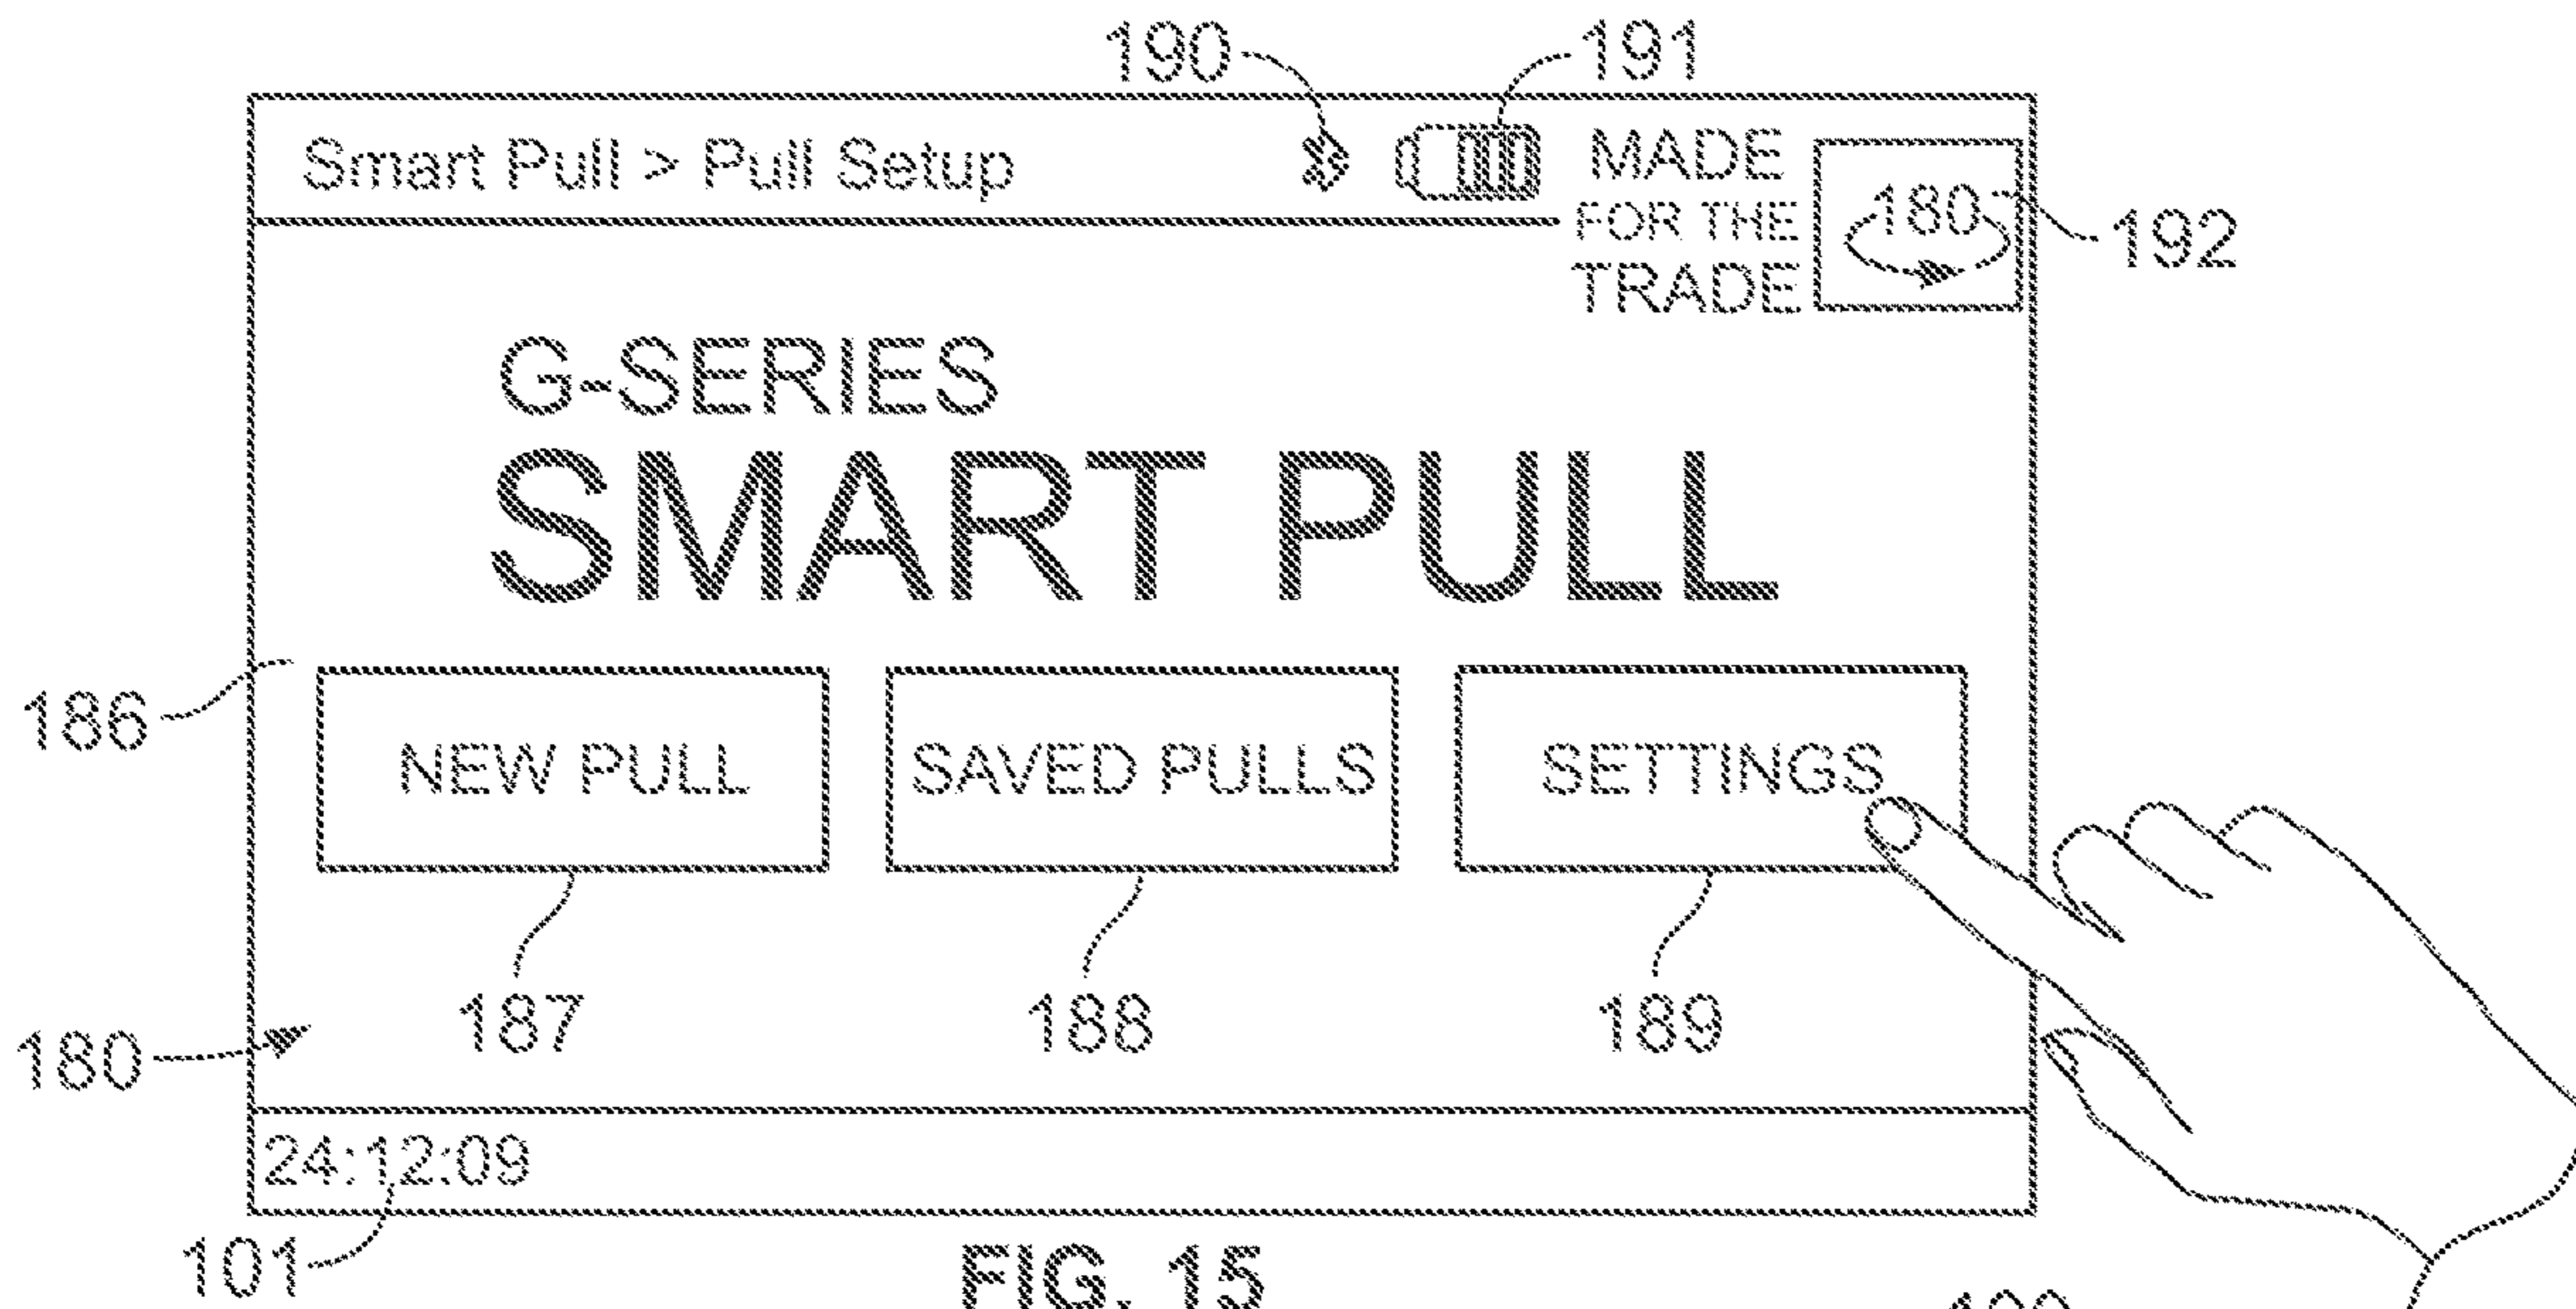 190
191
Smart Pull > Pull Setup
MADE
FOR THE
TRADE
180
192
G-SERIES
SMART PULL
186
NEW PULL
SAVED PULLS
SETTINGS
187
188
189
180
24:12:09
101
FIG. 15